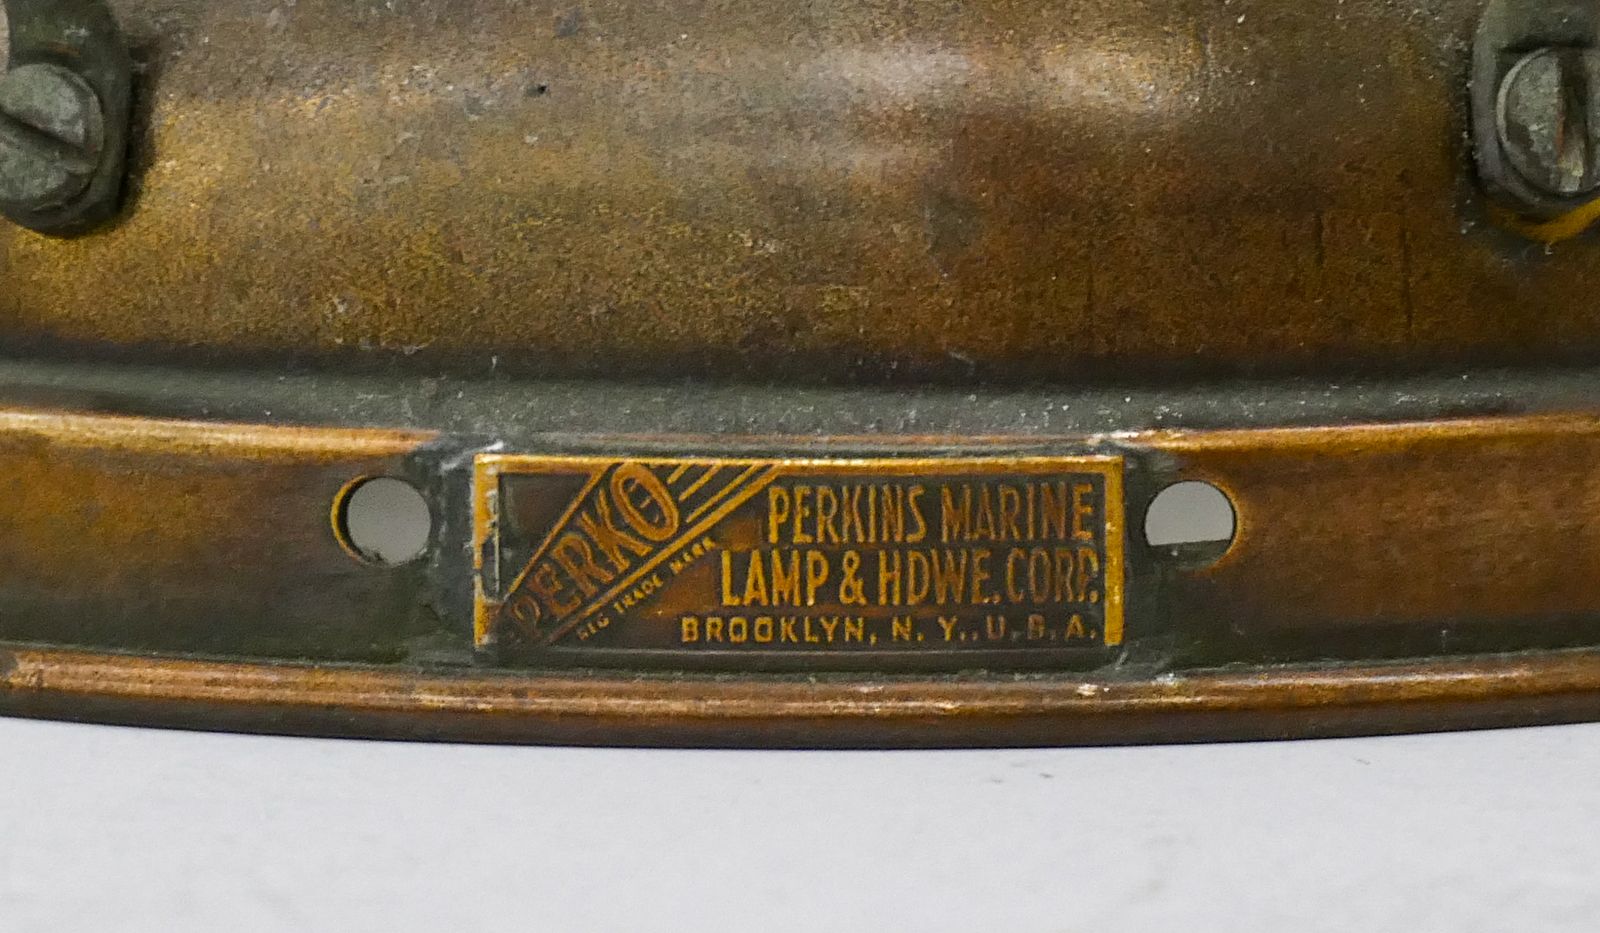 PERKO
REG TRADE MARK
PERKINS MARINE
LAMP & HDWE. CORP.
BROOKLYN, N. Y., U. S. A.